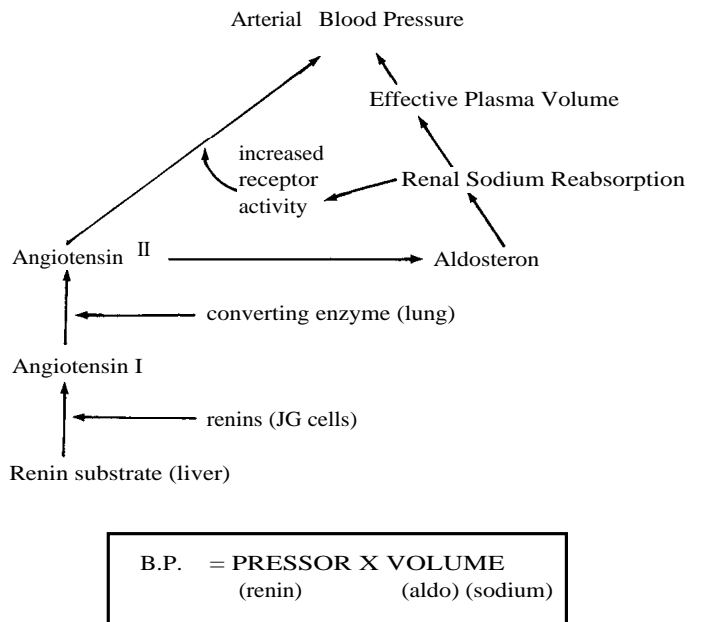 Arterial Blood Pressure
Effective Plasma Volume
increased
receptor
activity
Renal Sodium Reabsorption
Angiotensin II
Aldosteron
converting enzyme (lung)
Angiotensin I
renins (JG cells)
Renin substrate (liver)
B.P. = PRESSOR X VOLUME
(renin) (aldo) (sodium)